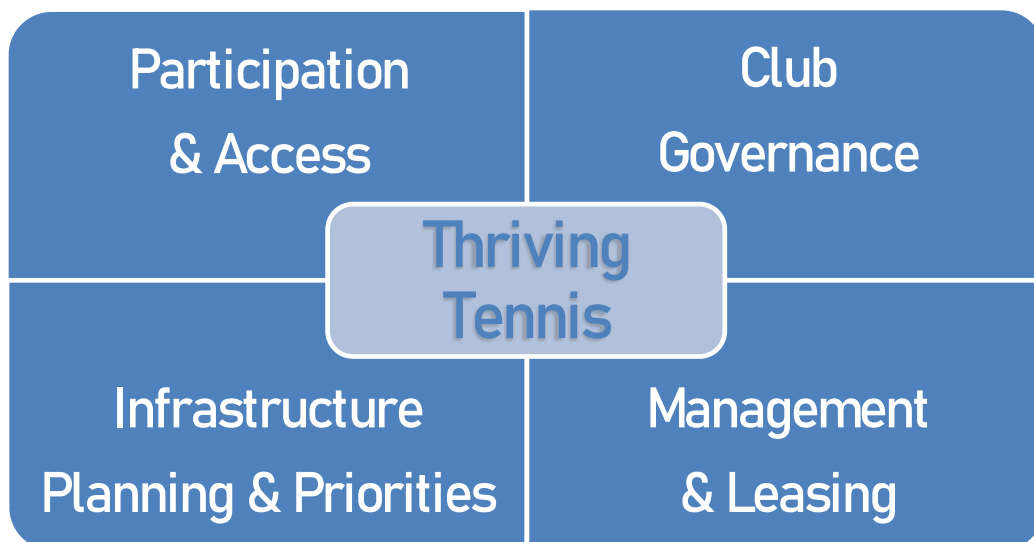 Participation
& Access
Club
Governance
Thriving
Tennis
Infrastructure
Planning & Priorities
Management
& Leasing